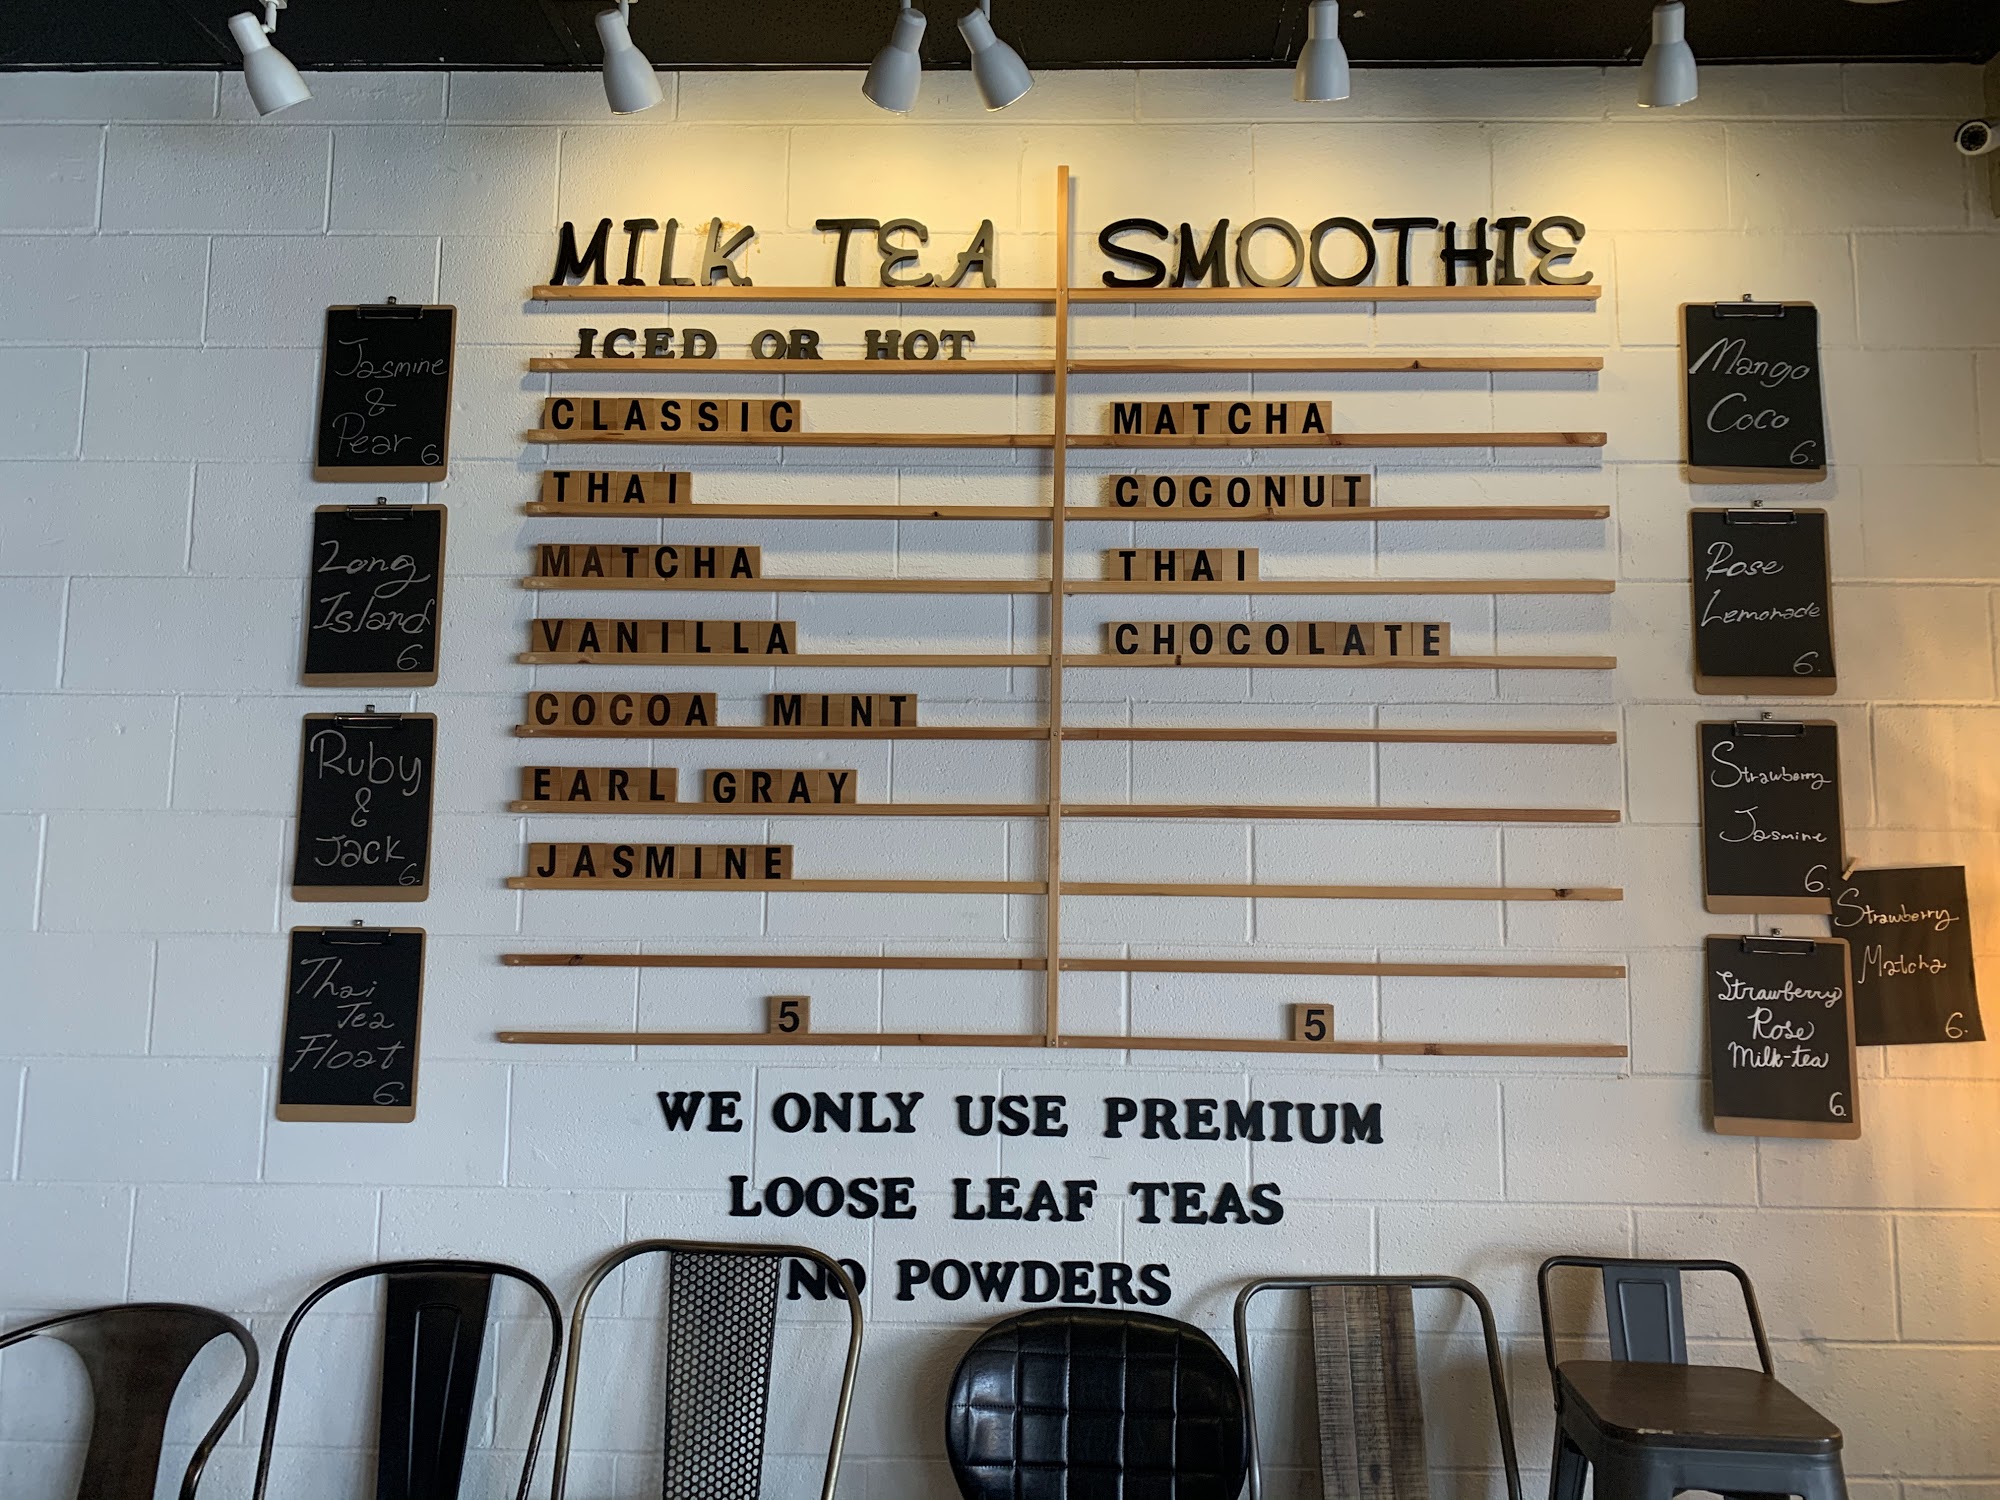 MILK TEA
ICED OR HOT
CLASSIC
THAI
MATCHA
VANILLA
COCOA MINT
EARL GRAY
JASMINE
5
SMOOTHIE
MATCHA
COCONUT
THAI
CHOCOLATE
5
WE ONLY USE PREMIUM
LOOSE LEAF TEAS
NO POWDERS
Jasmine
&
Pear
6.
Long
Island
6.
Ruby
&
Jack
6.
Thai
Tea
Float
6.
Mango
Coco
6.
Rose
Lemonade
6.
Strawberry
Jasmine
6.
Strawberry
Matcha
6.
Strawberry
Rose
Milk-tea
6.